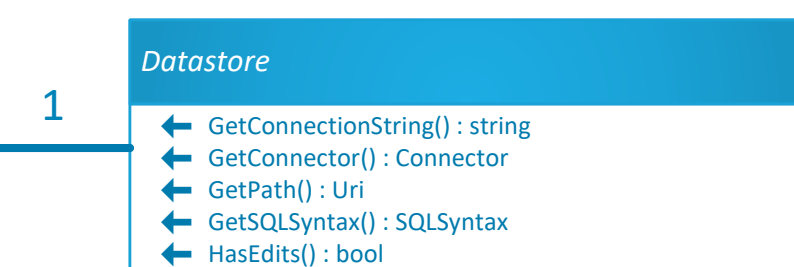 Datastore
1
GetConnectionString() : string
GetConnector() : Connector
GetPath() : Uri
GetSQLSyntax() : SQLSyntax
HasEdits() : bool